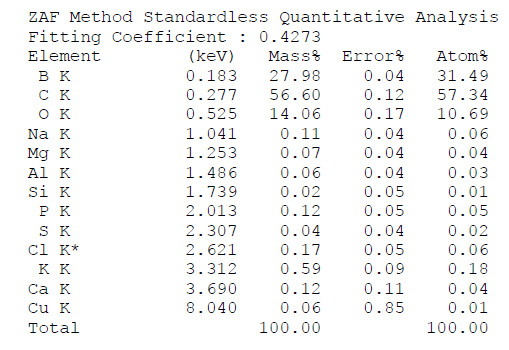 ZAF Method Standardless Quantitative Analysis
Fitting Coefficient : 0.4273
Element (keV) Mass% Error% Atom%
B K 0.183 27.98 0.04 31.49
C K 0.277 56.60 0.12 57.34
O K 0.525 14.06 0.17 10.69
Na K 1.041 0.11 0.04 0.06
Mg K 1.253 0.07 0.04 0.04
Al K 1.486 0.06 0.04 0.03
Si K 1.739 0.02 0.05 0.01
P K 2.013 0.12 0.05 0.05
S K 2.307 0.04 0.04 0.02
Cl K* 2.621 0.17 0.05 0.06
K K 3.312 0.59 0.09 0.18
Ca K 3.690 0.12 0.11 0.04
Cu K 8.040 0.06 0.85 0.01
Total 100.00 100.00